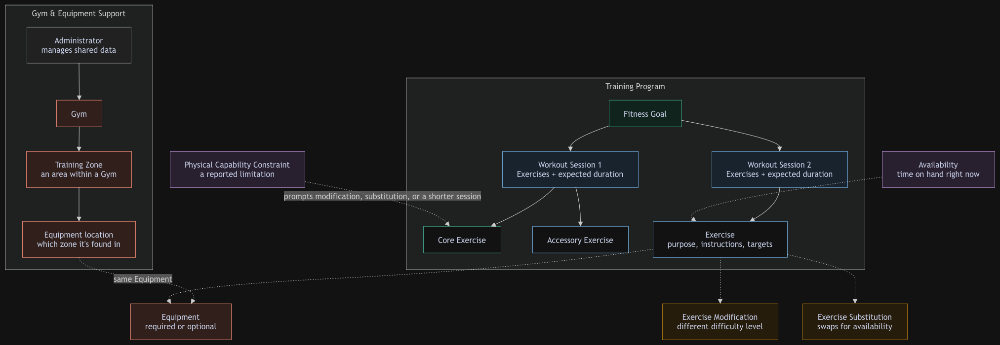 Gym & Equipment Support
Administrator
manages shared data
Gym
Training Zone
an area within a Gym
Equipment location
which zone it's found in
same Equipment
Equipment
required or optional
Physical Capability Constraint
a reported limitation
prompts modification, substitution, or a shorter session
Training Program
Fitness Goal
Workout Session 1
Exercises + expected duration
Workout Session 2
Exercises + expected duration
Core Exercise
Accessory Exercise
Exercise
purpose, instructions, targets
Availability
time on hand right now
Exercise Modification
different difficulty level
Exercise Substitution
swaps for availability